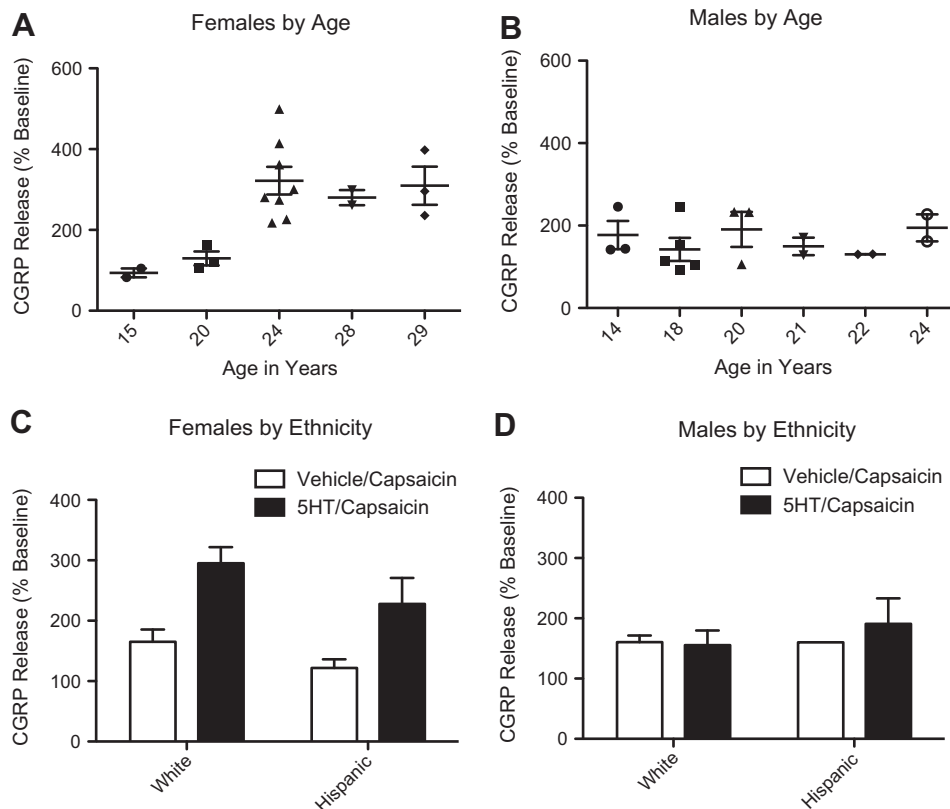 A
Females by Age
CGRP Release (% Baseline)
600
400
200
0
15
20
24
28
29
Age in Years
B
Males by Age
CGRP Release (% Baseline)
600
400
200
0
14
18
20
21
22
24
Age in Years
C
Females by Ethnicity
Vehicle/Capsaicin
5HT/Capsaicin
CGRP Release (% Baseline)
400
300
200
100
0
White
Hispanic
D
Males by Ethnicity
Vehicle/Capsaicin
5HT/Capsaicin
CGRP Release (% Baseline)
400
300
200
100
0
White
Hispanic